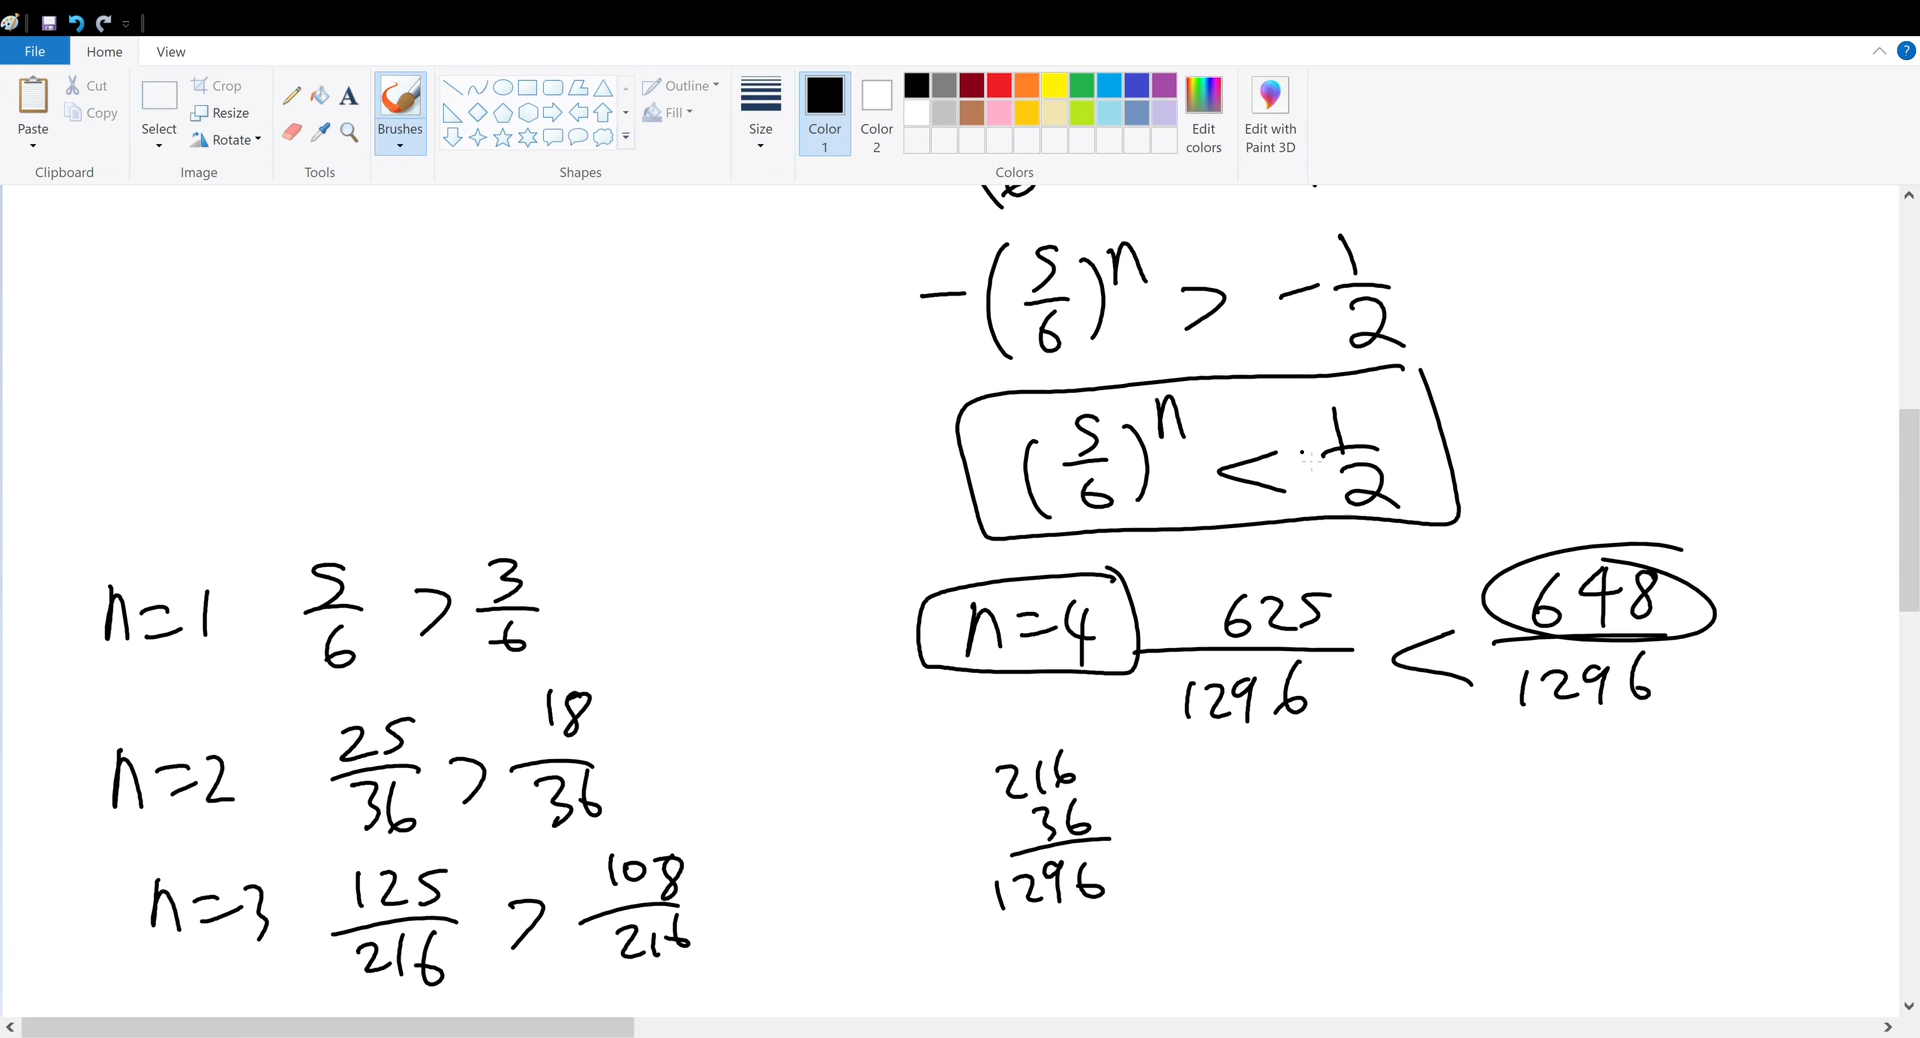 File Home View
Paste Cut Copy Clipboard
Select Crop Resize Rotate Image
Tools
Brushes
Outline Fill Shapes
Size
Color 1 Color 2 Edit colors Colors
Edit with Paint 3D
-(5/6)^n > -1/2
(5/6)^n < 1/2
n=4 625/1296 < 648/1296
n=1 5/6 > 3/6
n=2 25/36 > 18/36
n=3 125/216 > 108/216
216
36
1296